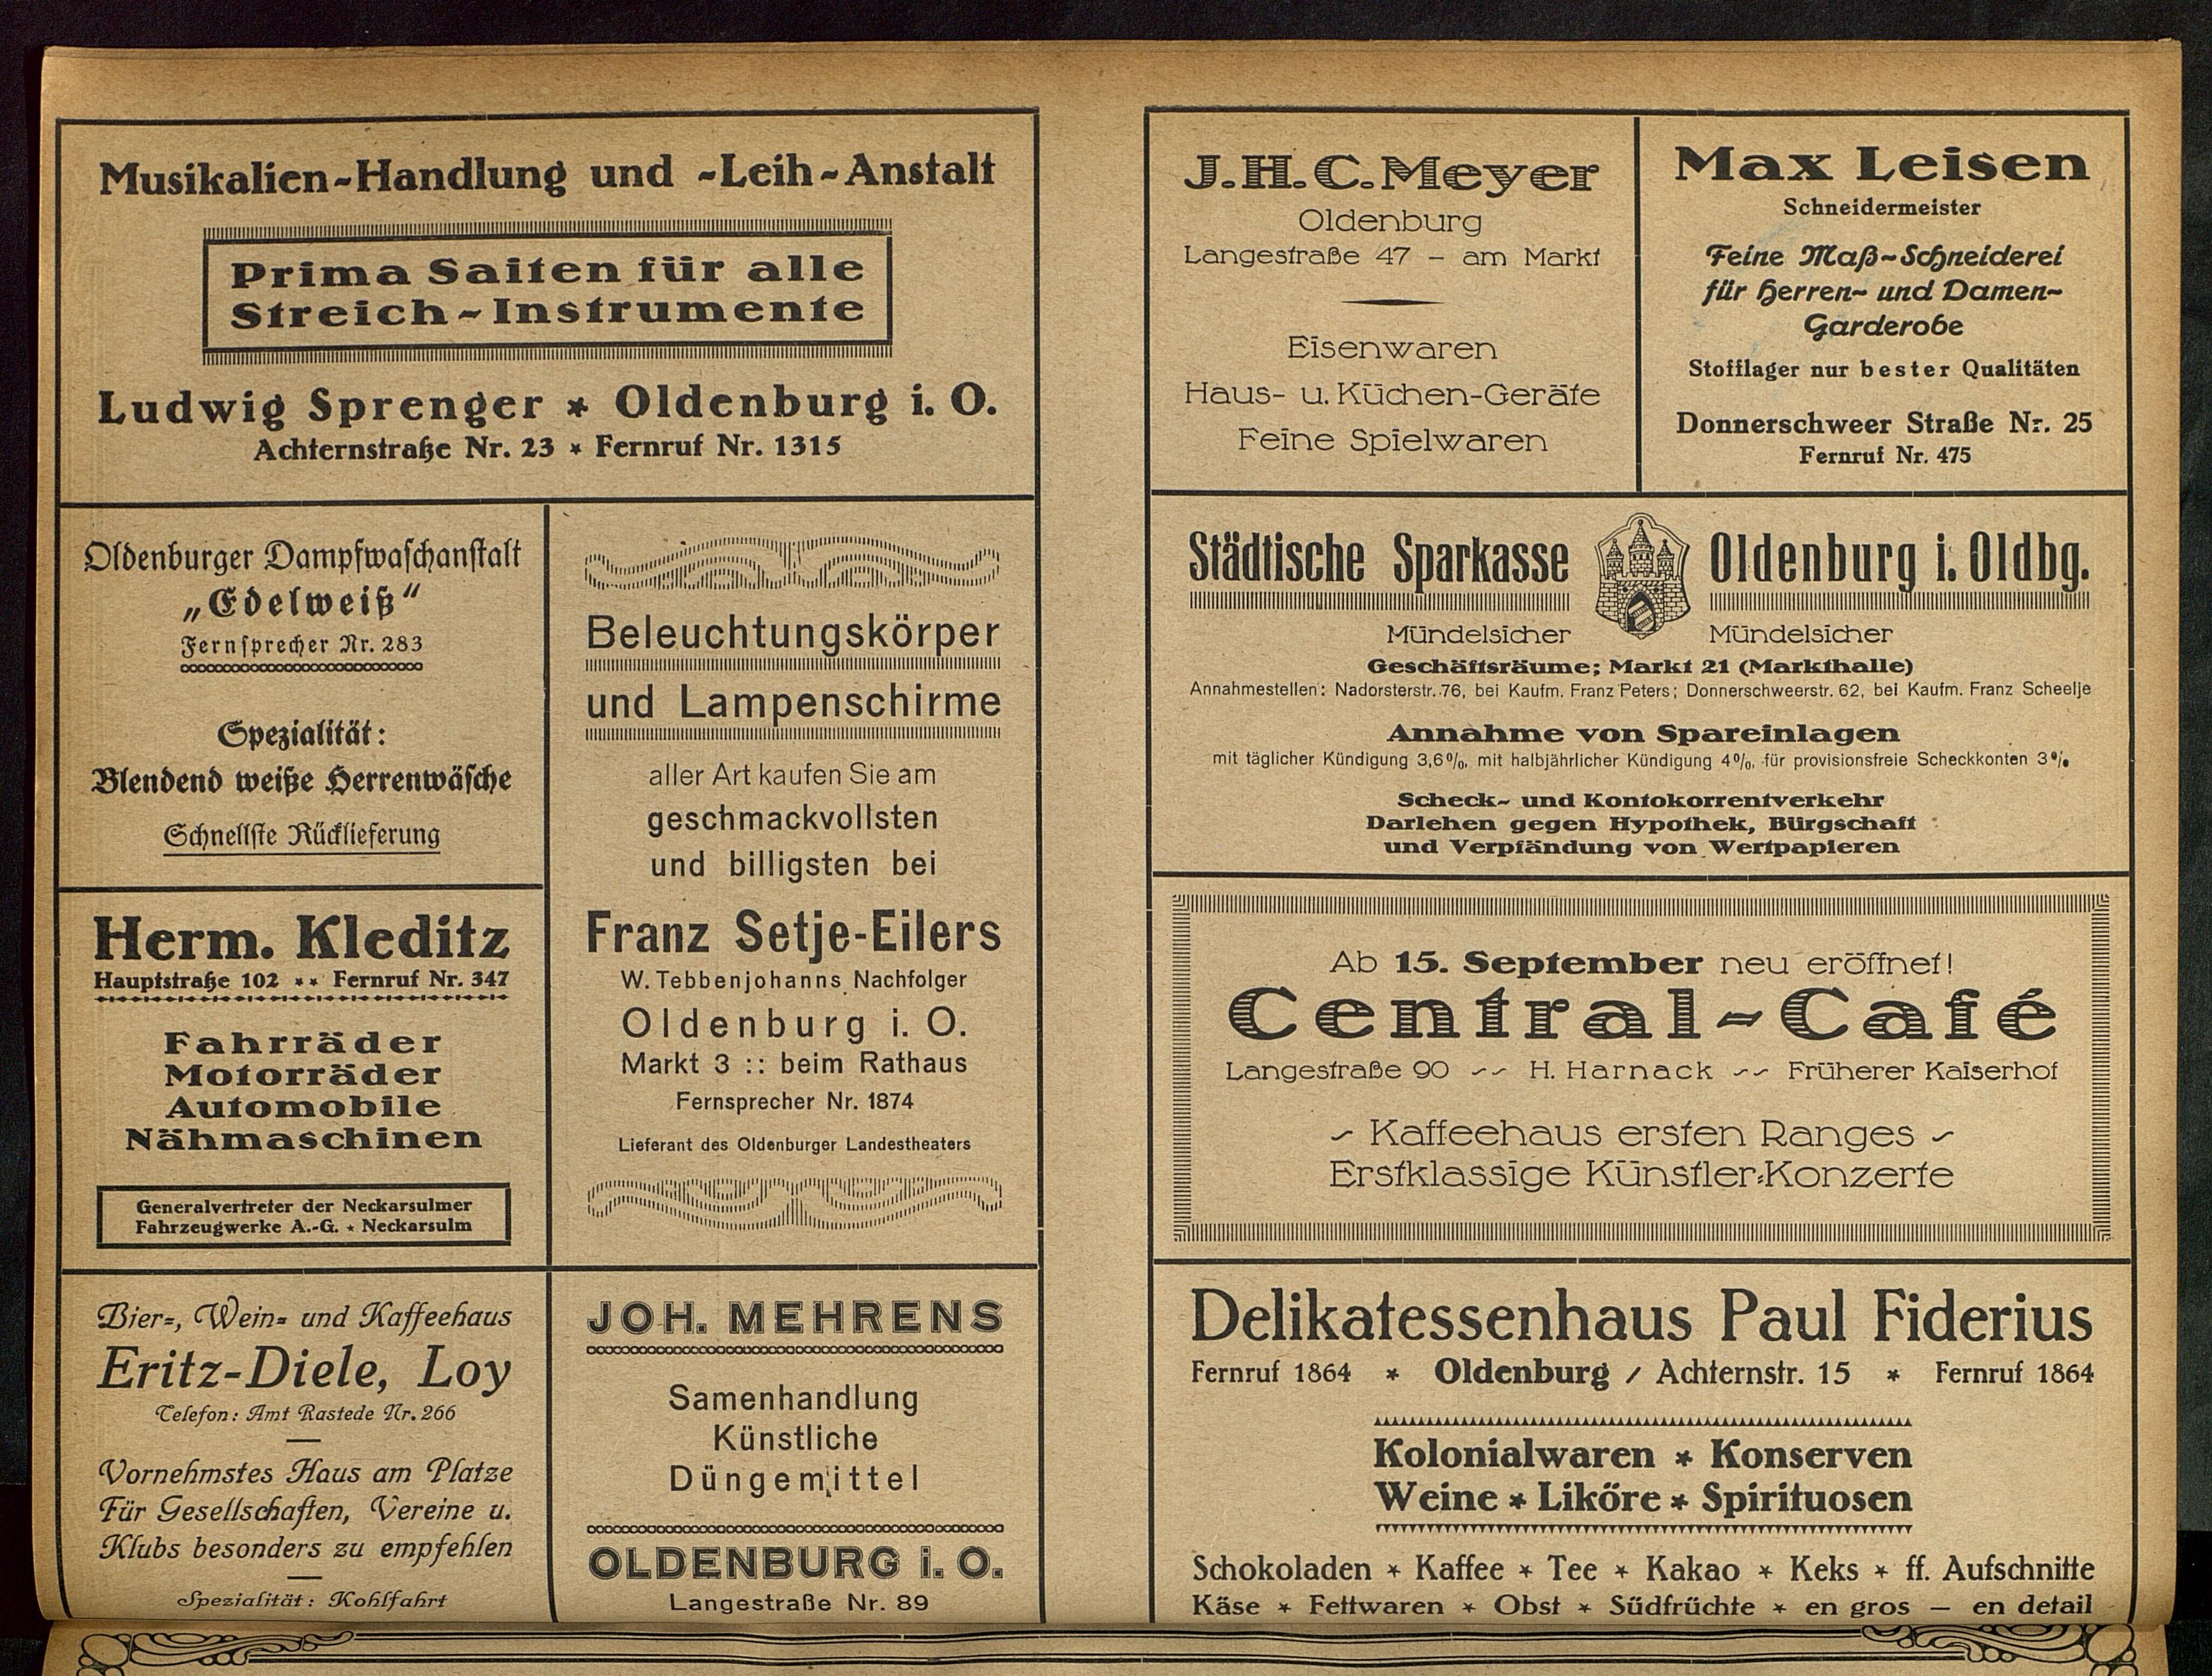 Musikalien-Handlung und -Leih-Anstalt
Prima Saiten für alle
Streich-Instrumente
Ludwig Sprenger * Oldenburg i. O.
Achternstraße Nr. 23 * Fernruf Nr. 1315
Oldenburger Dampfwaschanstalt
„Edelweiß“
Fernsprecher Nr. 283
Spezialität:
Blendend weiße Herrenwäsche
Schnellste Rücklieferung
Herm. Kleditz
Hauptstraße 102 ** Fernruf Nr. 347
Fahrräder
Motorräder
Automobile
Nähmaschinen
Generalvertreter der Neckarsulmer
Fahrzeugwerke A.-G. * Neckarsulm
Bier-, Wein- und Kaffeehaus
Eritz-Diele, Loy
Telefon: Amt Rastede Nr. 266
Vornehmstes Haus am Platze
Für Gesellschaften, Vereine u.
Klubs besonders zu empfehlen
Spezialität: Kohlfahrt
Beleuchtungskörper
und Lampenschirme
aller Art kaufen Sie am
geschmackvollsten
und billigsten bei
Franz Setje-Eilers
W. Tebbenjohanns Nachfolger
Oldenburg i. O.
Markt 3 :: beim Rathaus
Fernsprecher Nr. 1874
Lieferant des Oldenburger Landestheaters
JOH. MEHRENS
Samenhandlung
Künstliche
Düngemittel
OLDENBURG i. O.
Langestraße Nr. 89
J. H. C. Meyer
Oldenburg
Langestraße 47 – am Markt
Eisenwaren
Haus- u. Küchen-Geräte
Feine Spielwaren
Max Leisen
Schneidermeister
Feine Maß-Schneiderei
für Herren- und Damen-
Garderobe
Stofflager nur bester Qualitäten
Donnerschweer Straße Nr. 25
Fernruf Nr. 475
Städtische Sparkasse Oldenburg i. Oldbg.
Mündelsicher Mündelsicher
Geschäftsräume; Markt 21 (Markthalle)
Annahmestellen: Nadorsterstr. 76, bei Kaufm. Franz Peters; Donnerschweerstr. 62, bei Kaufm. Franz Scheelje
Annahme von Spareinlagen
mit täglicher Kündigung 3,6%, mit halbjährlicher Kündigung 4%, für provisionsfreie Scheckkonten 3%
Scheck- und Kontokorrentverkehr
Darlehen gegen Hypothek, Bürgschaft
und Verpfändung von Wertpapieren
Ab 15. September neu eröffnet!
Central-Café
Langestraße 90 -- H. Harnack -- Früherer Kaiserhof
~ Kaffeehaus ersten Ranges ~
Erstklassige Künstler-Konzerte
Delikatessenhaus Paul Fiderius
Fernruf 1864 * Oldenburg / Achternstr. 15 * Fernruf 1864
Kolonialwaren * Konserven
Weine * Liköre * Spirituosen
Schokoladen * Kaffee * Tee * Kakao * Keks * ff. Aufschnitte
Käse * Fettwaren * Obst * Südfrüchte * en gros – en detail